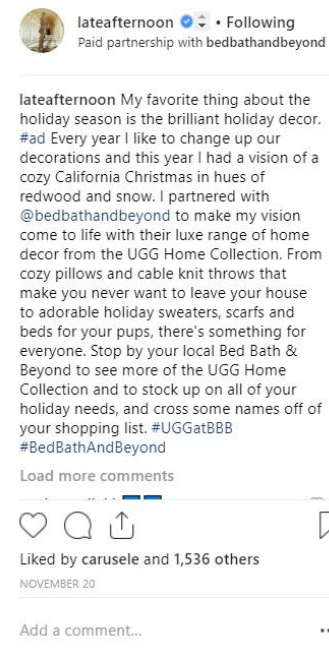 lateafternoon • Following
Paid partnership with bedbathandbeyond
lateafternoon My favorite thing about the
holiday season is the brilliant holiday decor.
#ad Every year I like to change up our
decorations and this year I had a vision of a
cozy California Christmas in hues of
redwood and snow. I partnered with
@bedbathandbeyond to make my vision
come to life with their luxe range of home
decor from the UGG Home Collection. From
cozy pillows and cable knit throws that
make you never want to leave your house
to adorable holiday sweaters, scarfs and
beds for your pups, there's something for
everyone. Stop by your local Bed Bath &
Beyond to see more of the UGG Home
Collection and to stock up on all of your
holiday needs, and cross some names off of
your shopping list. #UGGatBBB
#BedBathAndBeyond
Load more comments
Liked by carusele and 1,536 others
NOVEMBER 20
Add a comment...